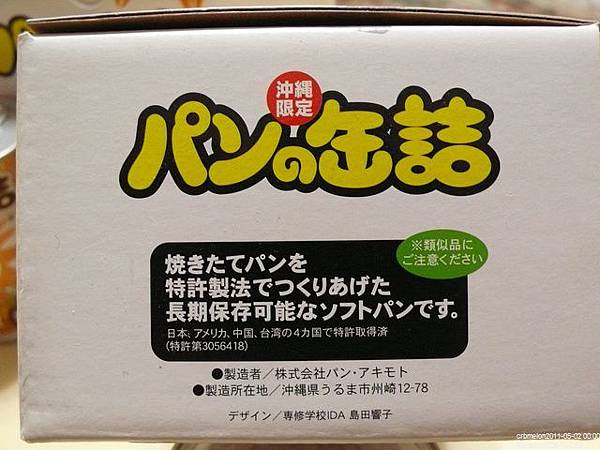 沖縄
限定
パンの缶詰
※類似品に
ご注意ください
焼きたてパンを
特許製法でつくりあげた
長期保存可能なソフトパンです。
日本、アメリカ、中国、台湾の4カ国で特許取得済
(特許第3056418)
●製造者／株式会社パン・アキモト
●製造所在地／沖縄県うるま市州崎12-78
デザイン／専修学校IDA 島田響子
crbmelon2011-05-02 00:00